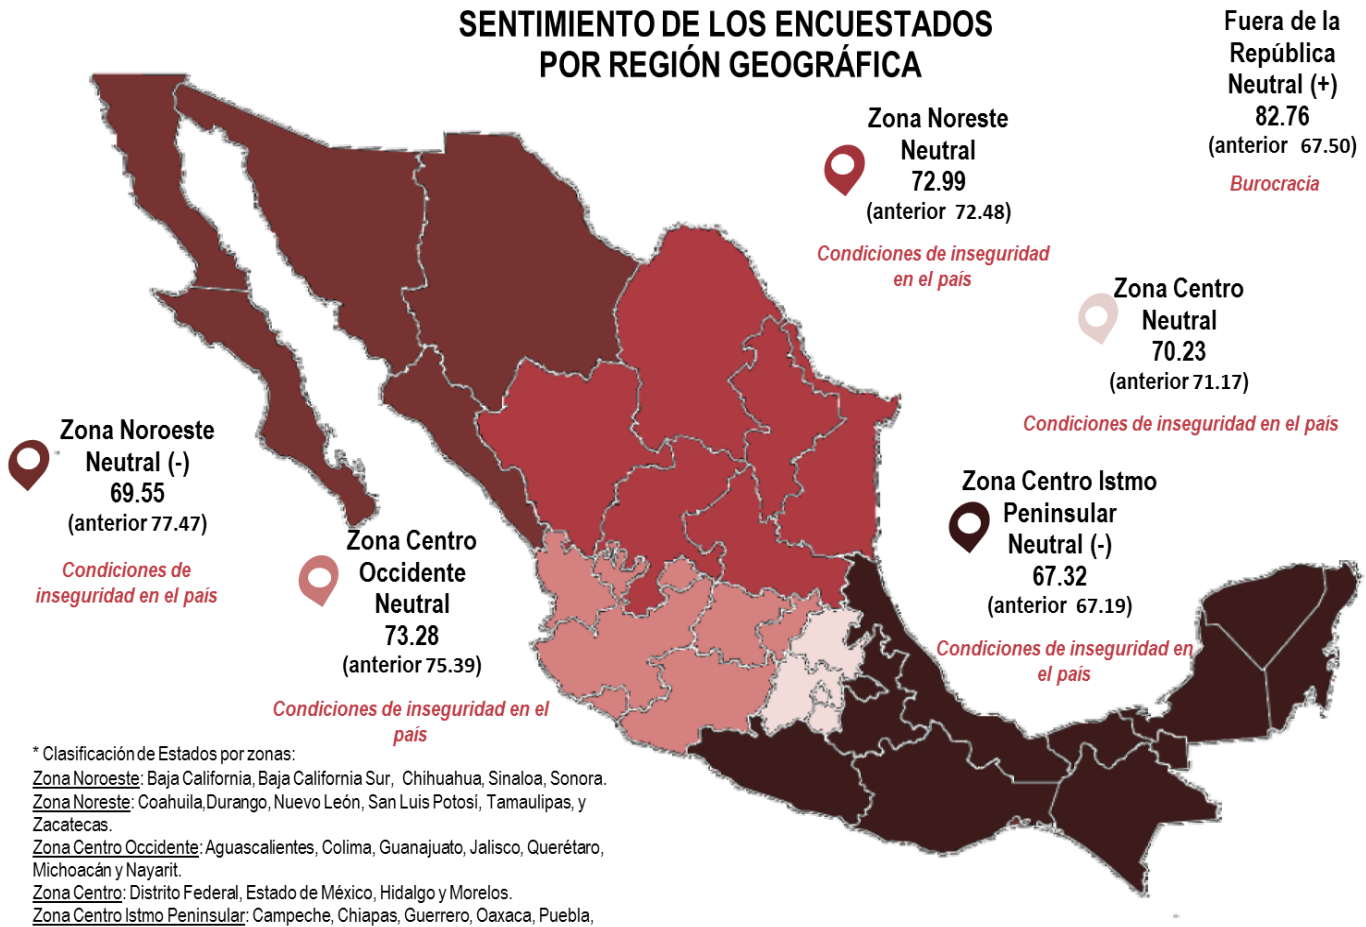 SENTIMIENTO DE LOS ENCUESTADOS
POR REGIÓN GEOGRÁFICA
Fuera de la
República
Neutral (+)
82.76
(anterior 67.50)
Burocracia
Zona Noreste
Neutral
72.99
(anterior 72.48)
Condiciones de inseguridad
en el país
Zona Centro
Neutral
70.23
(anterior 71.17)
Condiciones de inseguridad en el país
Zona Noroeste
Neutral (-)
69.55
(anterior 77.47)
Condiciones de
inseguridad en el país
Zona Centro Istmo
Peninsular
Neutral (-)
67.32
(anterior 67.19)
Condiciones de inseguridad en
el país
Zona Centro
Occidente
Neutral
73.28
(anterior 75.39)
Condiciones de inseguridad en el
país
* Clasificación de Estados por zonas:
Zona Noroeste: Baja California, Baja California Sur, Chihuahua, Sinaloa, Sonora.
Zona Noreste: Coahuila,Durango, Nuevo León, San Luis Potosí, Tamaulipas, y
Zacatecas.
Zona Centro Occidente: Aguascalientes, Colima, Guanajuato, Jalisco, Querétaro,
Michoacán y Nayarit.
Zona Centro: Distrito Federal, Estado de México, Hidalgo y Morelos.
Zona Centro Istmo Peninsular: Campeche, Chiapas, Guerrero, Oaxaca, Puebla,